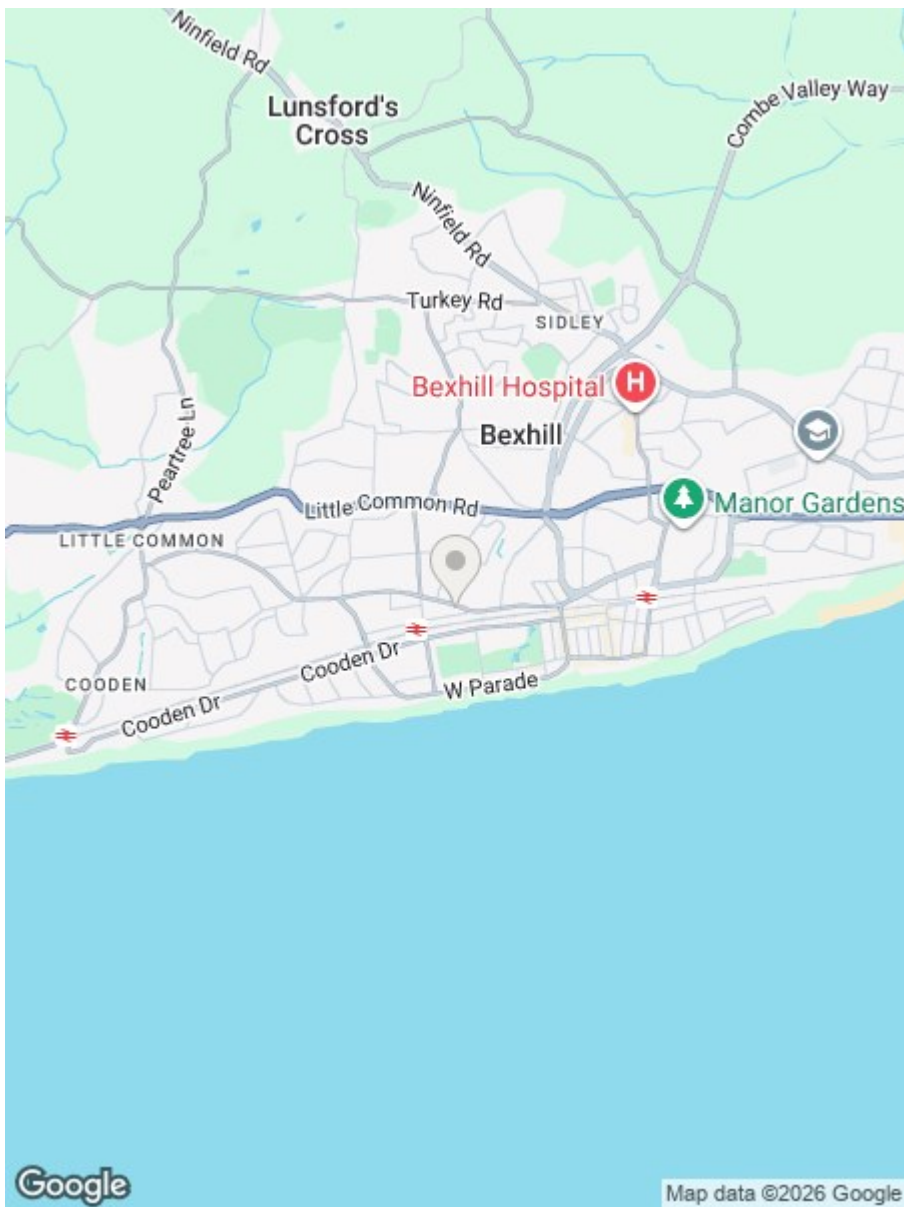 Ninfield Rd
Lunsford's
Cross
Combe Valley Way
Ninfield Rd
Turkey Rd
SIDLEY
Bexhill Hospital
H
Bexhill
Peartree Ln
Little Common Rd
Manor Gardens
LITTLE COMMON
Cooden Dr
COODEN
W Parade
Cooden Dr
Google
Map data ©2026 Google